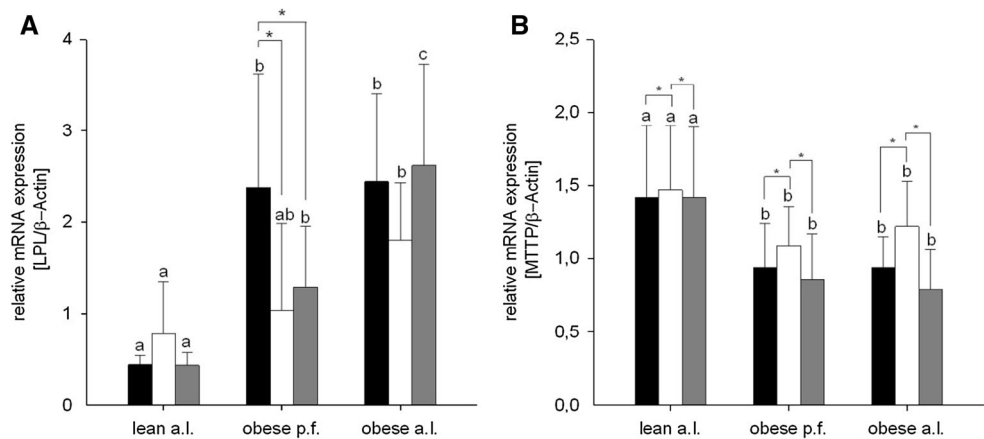 A
relative mRNA expression
[LPL/β–Actin]
4
3
2
1
0
*
*
a
a
a
b
ab
b
b
b
c
lean a.l.
obese p.f.
obese a.l.
B
relative mRNA expression
[MTTP/β–Actin]
2,5
2,0
1,5
1,0
0,5
0,0
*
*
a
a
a
*
*
b
b
b
*
*
b
b
b
lean a.l.
obese p.f.
obese a.l.